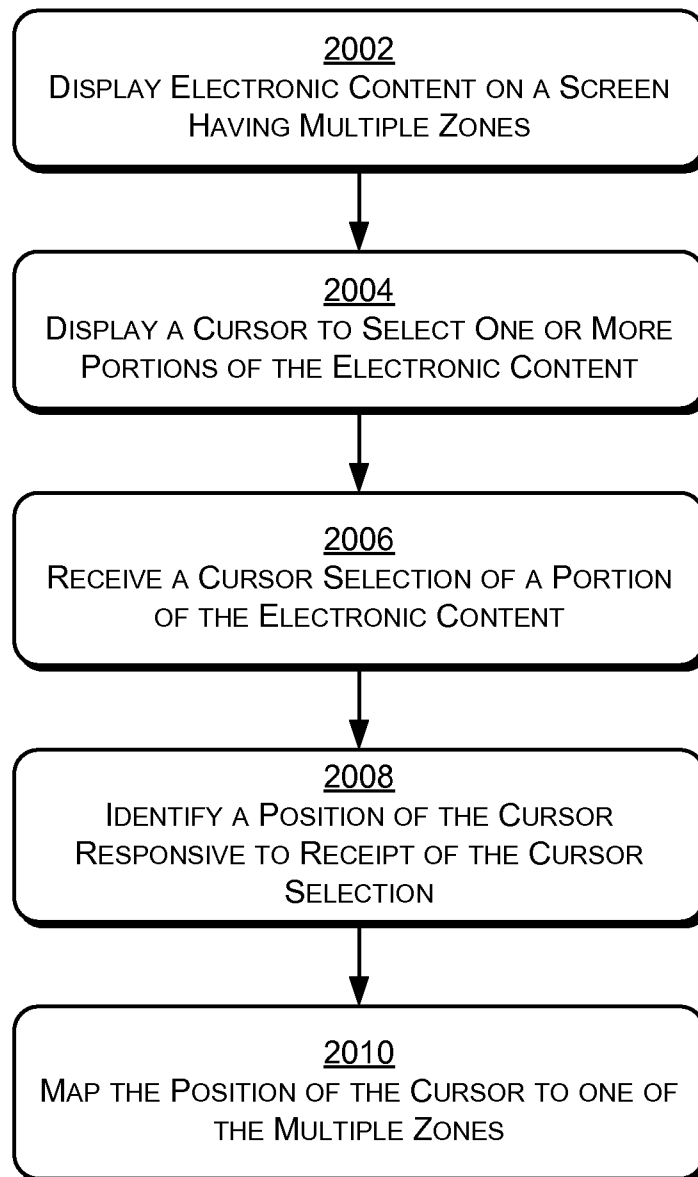 2002
DISPLAY ELECTRONIC CONTENT ON A SCREEN
HAVING MULTIPLE ZONES
2004
DISPLAY A CURSOR TO SELECT ONE OR MORE
PORTIONS OF THE ELECTRONIC CONTENT
2006
RECEIVE A CURSOR SELECTION OF A PORTION
OF THE ELECTRONIC CONTENT
2008
IDENTIFY A POSITION OF THE CURSOR
RESPONSIVE TO RECEIPT OF THE CURSOR
SELECTION
2010
MAP THE POSITION OF THE CURSOR TO ONE OF
THE MULTIPLE ZONES